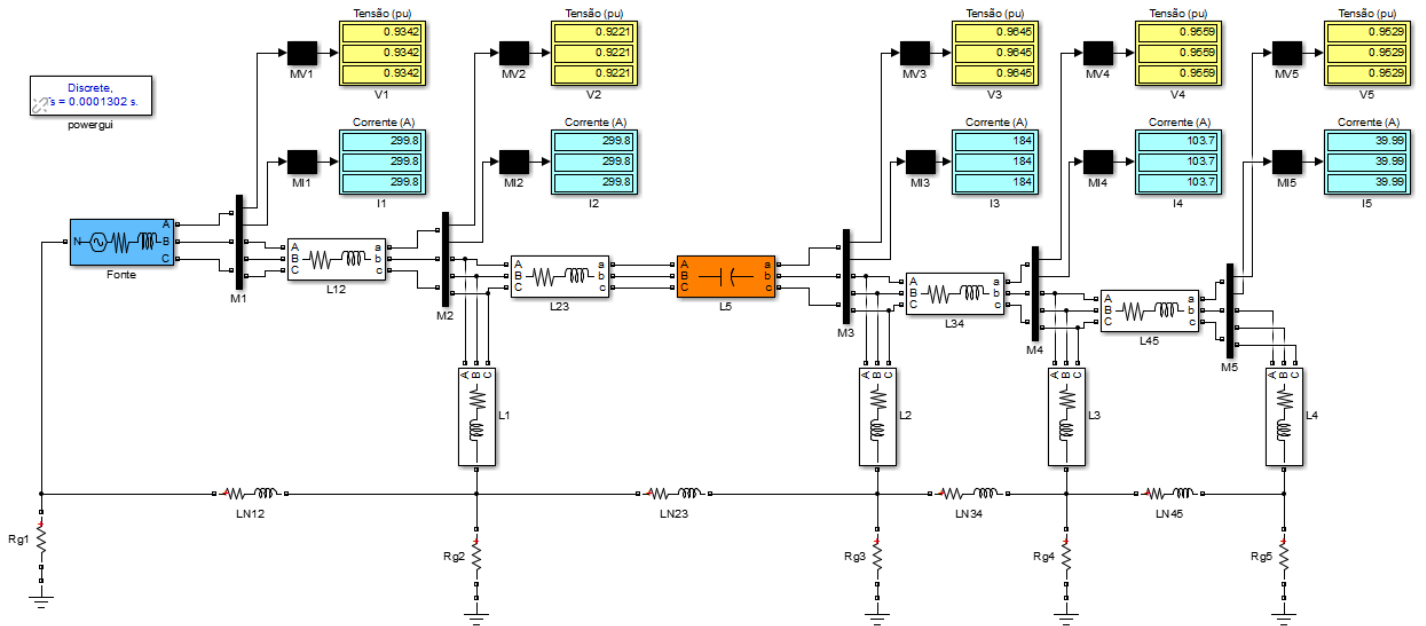 Tensão (pu)
0.9342
0.9342
0.9342
V1
MV1
Tensão (pu)
0.9221
0.9221
0.9221
V2
MV2
Tensão (pu)
0.9645
0.9645
0.9645
V3
MV3
Tensão (pu)
0.9559
0.9559
0.9559
V4
MV4
Tensão (pu)
0.9529
0.9529
0.9529
V5
MV5
Discrete,
s = 0.0001302 s.
powergui
Corrente (A)
299.8
299.8
299.8
I1
MI1
Corrente (A)
299.8
299.8
299.8
I2
MI2
Corrente (A)
184
184
184
I3
MI3
Corrente (A)
103.7
103.7
103.7
I4
MI4
Corrente (A)
39.99
39.99
39.99
I5
MI5
N
A
B
C
Fonte
M1
A a
B b
C c
L12
M2
A a
B b
C c
L23
A a
B b
C c
L5
M3
A a
B b
C c
L34
M4
A a
B b
C c
L45
M5
A B C
L1
A B C
L2
A B C
L3
A B C
L4
LN12
LN23
LN34
LN45
Rg1
Rg2
Rg3
Rg4
Rg5